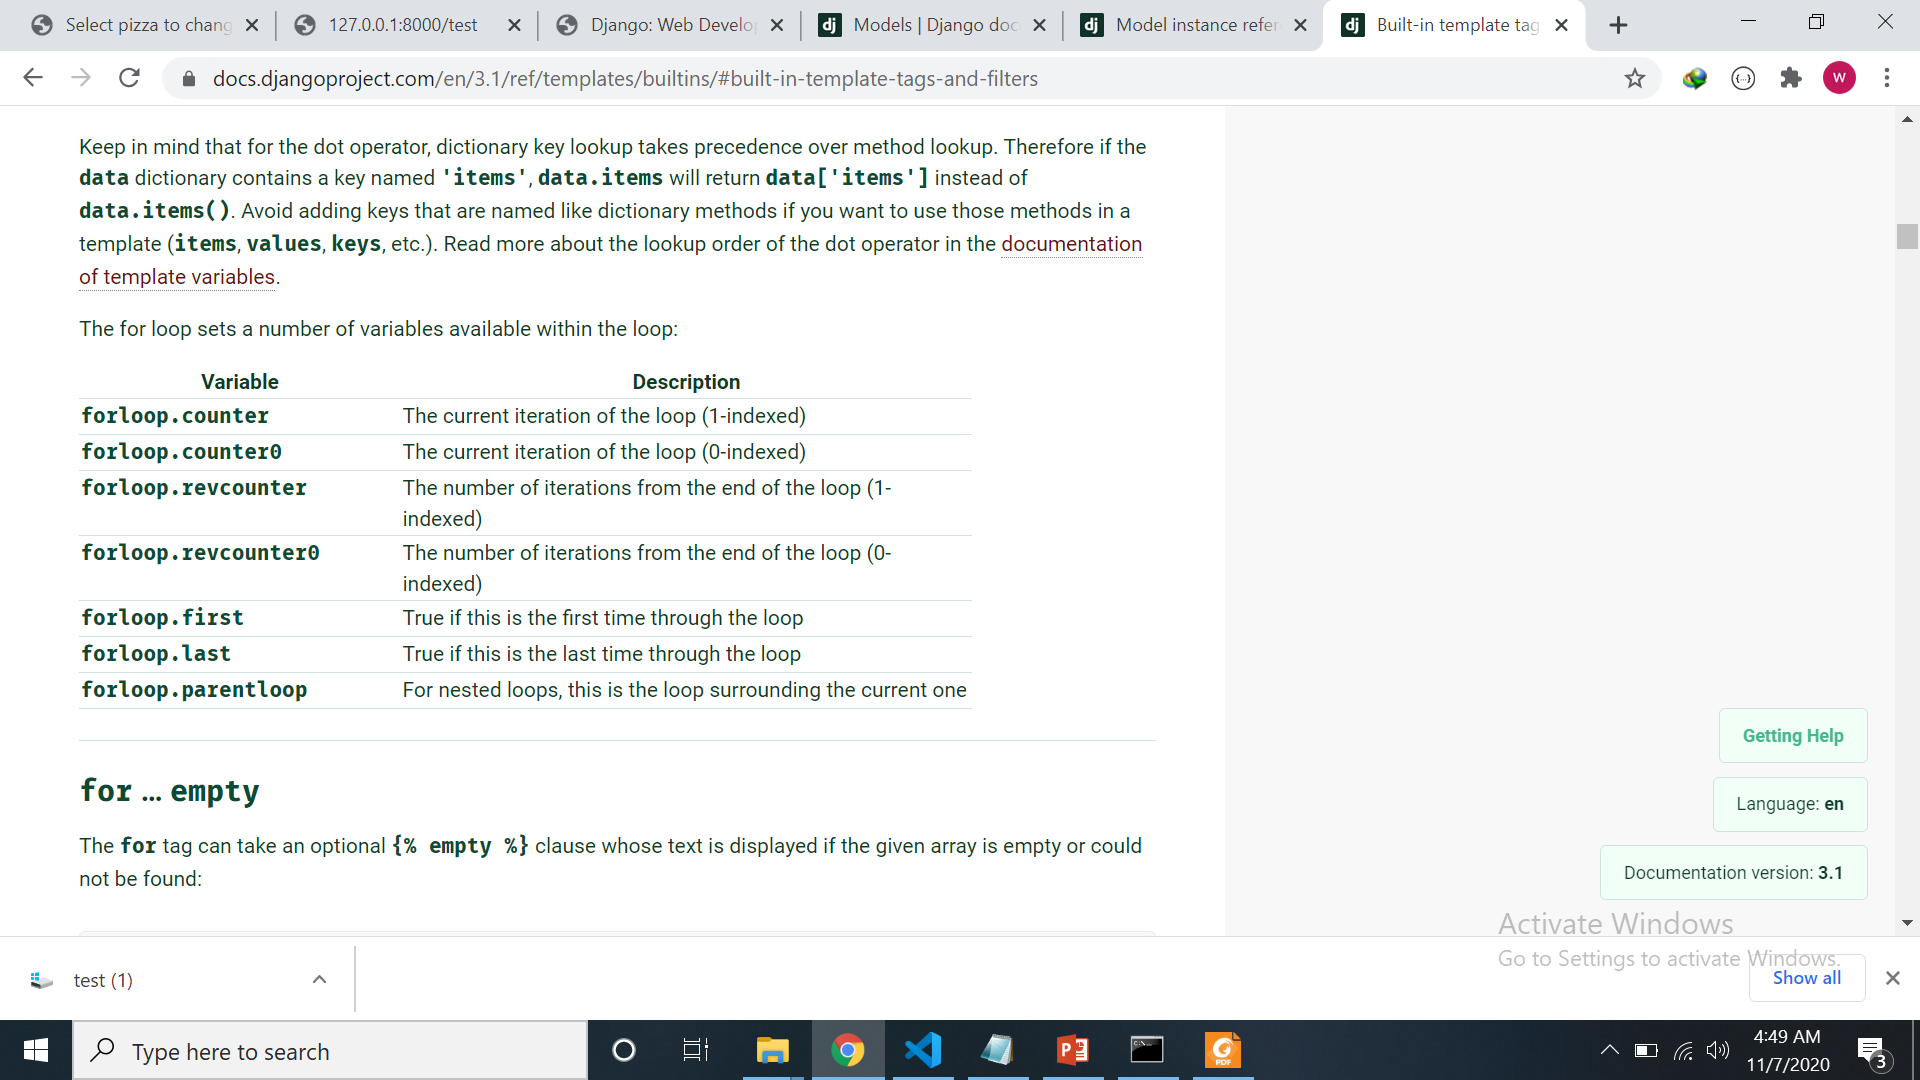 Select pizza to chang
127.0.0.1:8000/test
Django: Web Develop
dj Models | Django doc
dj Model instance refer
dj Built-in template tag
docs.djangoproject.com/en/3.1/ref/templates/builtins/#built-in-template-tags-and-filters
{...}
W
Keep in mind that for the dot operator, dictionary key lookup takes precedence over method lookup. Therefore if the
data dictionary contains a key named 'items', data.items will return data['items'] instead of
data.items(). Avoid adding keys that are named like dictionary methods if you want to use those methods in a
template (items, values, keys, etc.). Read more about the lookup order of the dot operator in the documentation
of template variables.
The for loop sets a number of variables available within the loop:
Variable Description
forloop.counter The current iteration of the loop (1-indexed)
forloop.counter0 The current iteration of the loop (0-indexed)
forloop.revcounter The number of iterations from the end of the loop (1-
indexed)
forloop.revcounter0 The number of iterations from the end of the loop (0-
indexed)
forloop.first True if this is the first time through the loop
forloop.last True if this is the last time through the loop
forloop.parentloop For nested loops, this is the loop surrounding the current one
Getting Help
for … empty
Language: en
The for tag can take an optional {% empty %} clause whose text is displayed if the given array is empty or could
not be found:
Documentation version: 3.1
Activate Windows
Go to Settings to activate Windows.
test (1)
Show all
Type here to search
PDF
4:49 AM
11/7/2020
3